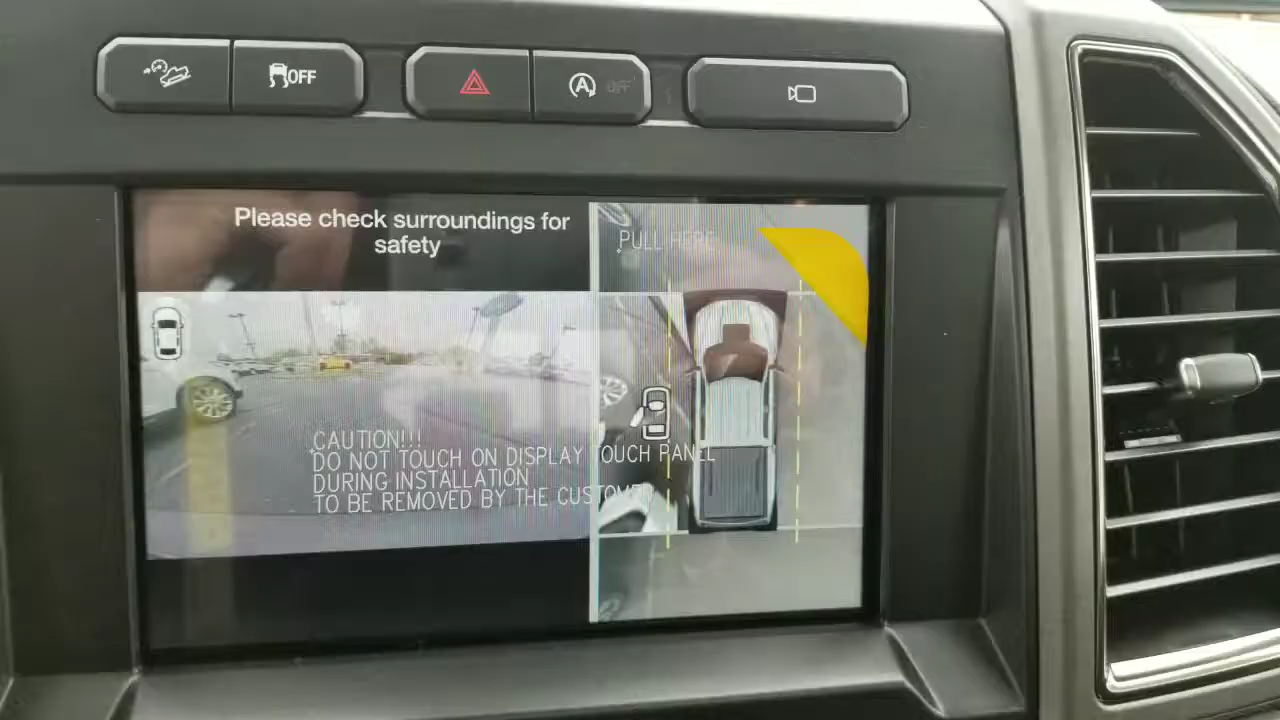 OFF
A OFF
Please check surroundings for
safety
PULL HERE
CAUTION!!!
DO NOT TOUCH ON DISPLAY TOUCH PANEL
DURING INSTALLATION
TO BE REMOVED BY THE CUSTOMER